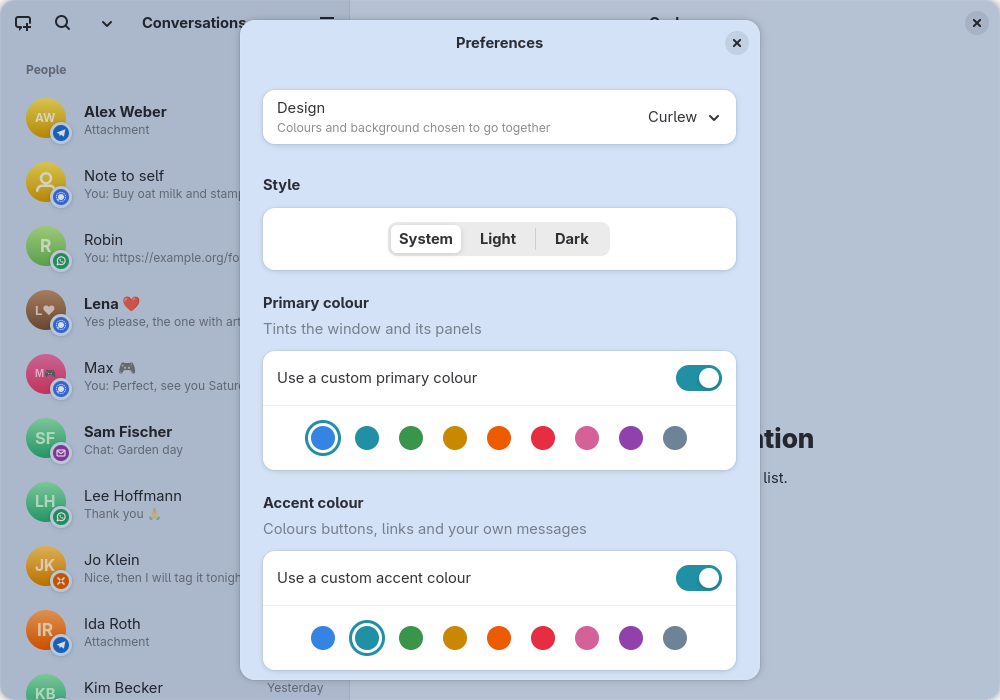 Conversations
People
AW
Alex Weber
Attachment
Note to self
You: Buy oat milk and stam
R
Robin
You: https://example.org/fo
L
Lena ❤️
Yes please, the one with art
M
Max 🎮
You: Perfect, see you Satur
SF
Sam Fischer
Chat: Garden day
LH
Lee Hoffmann
Thank you 🙏
JK
Jo Klein
Nice, then I will tag it tonigh
IR
Ida Roth
Attachment
KB
Kim Becker
Yesterday
Preferences
Design
Colours and background chosen to go together
Curlew
Style
System
Light
Dark
Primary colour
Tints the window and its panels
Use a custom primary colour
Accent colour
Colours buttons, links and your own messages
Use a custom accent colour
ation
list.